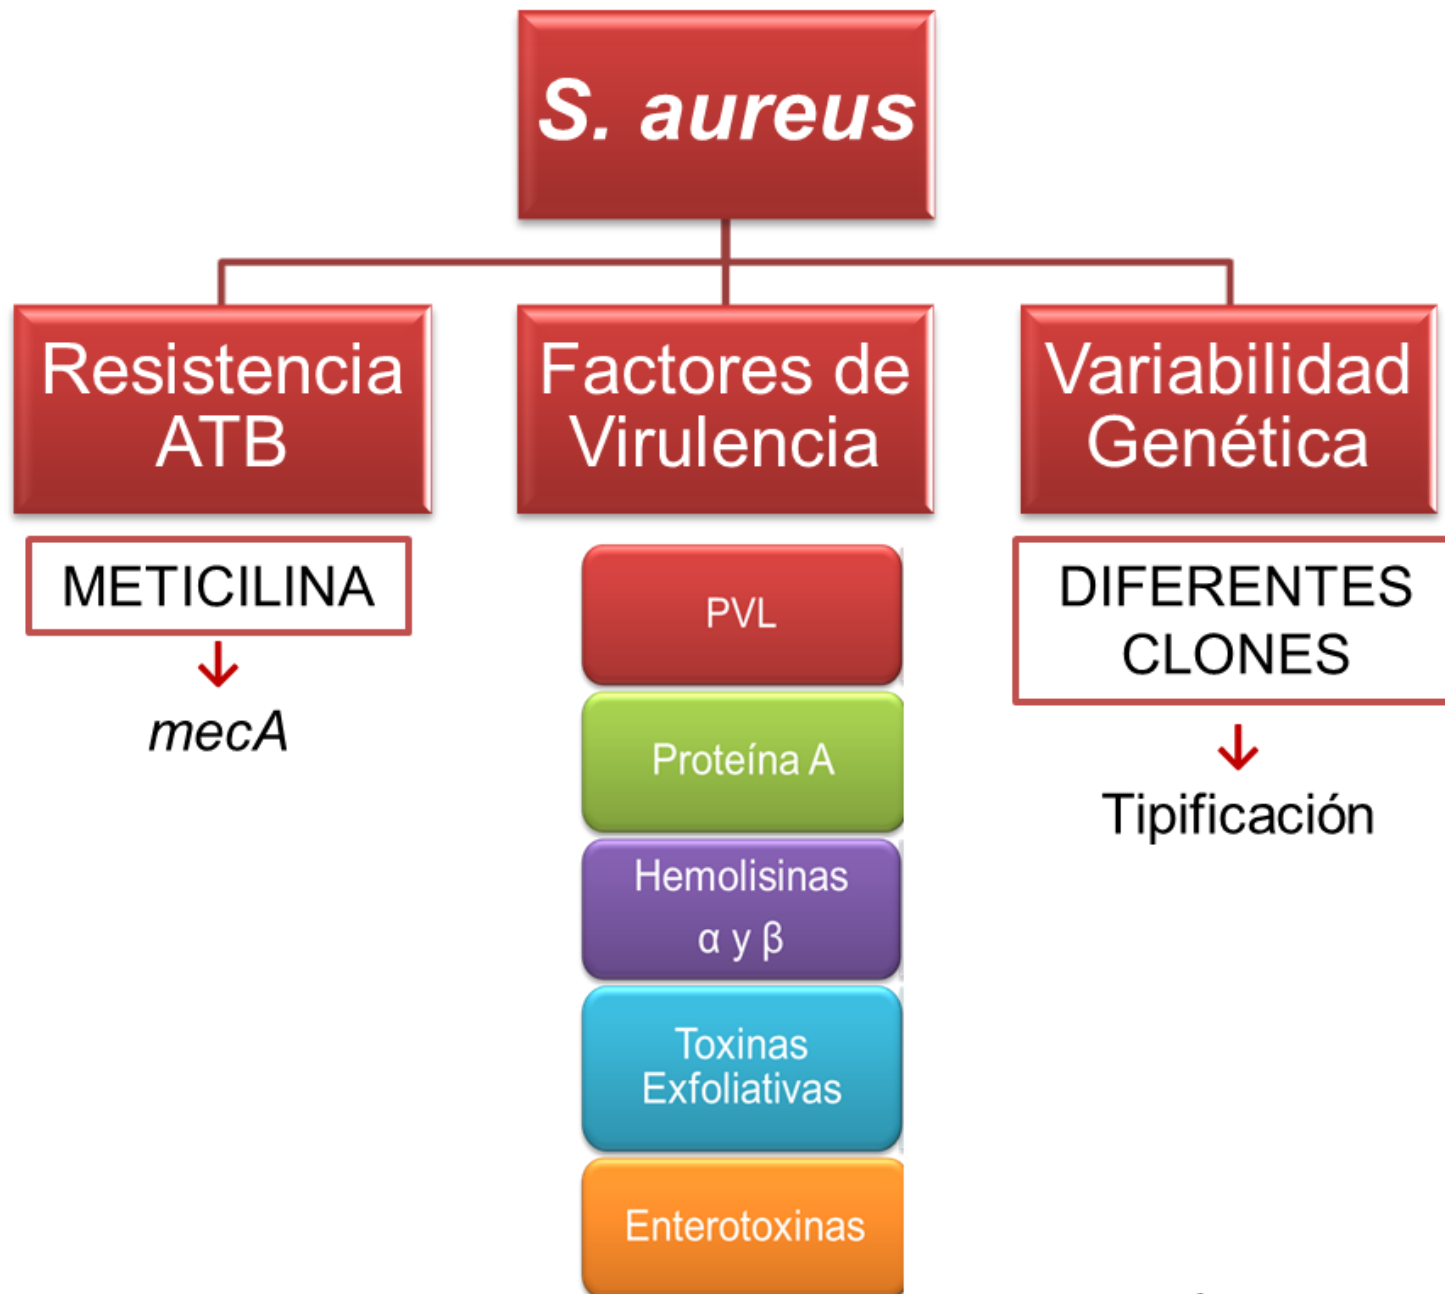 S. aureus
Resistencia
ATB
Factores de
Virulencia
Variabilidad
Genética
METICILINA
mecA
PVL
Proteína A
Hemolisinas
α y β
Toxinas
Exfoliativas
Enterotoxinas
DIFERENTES
CLONES
Tipificación